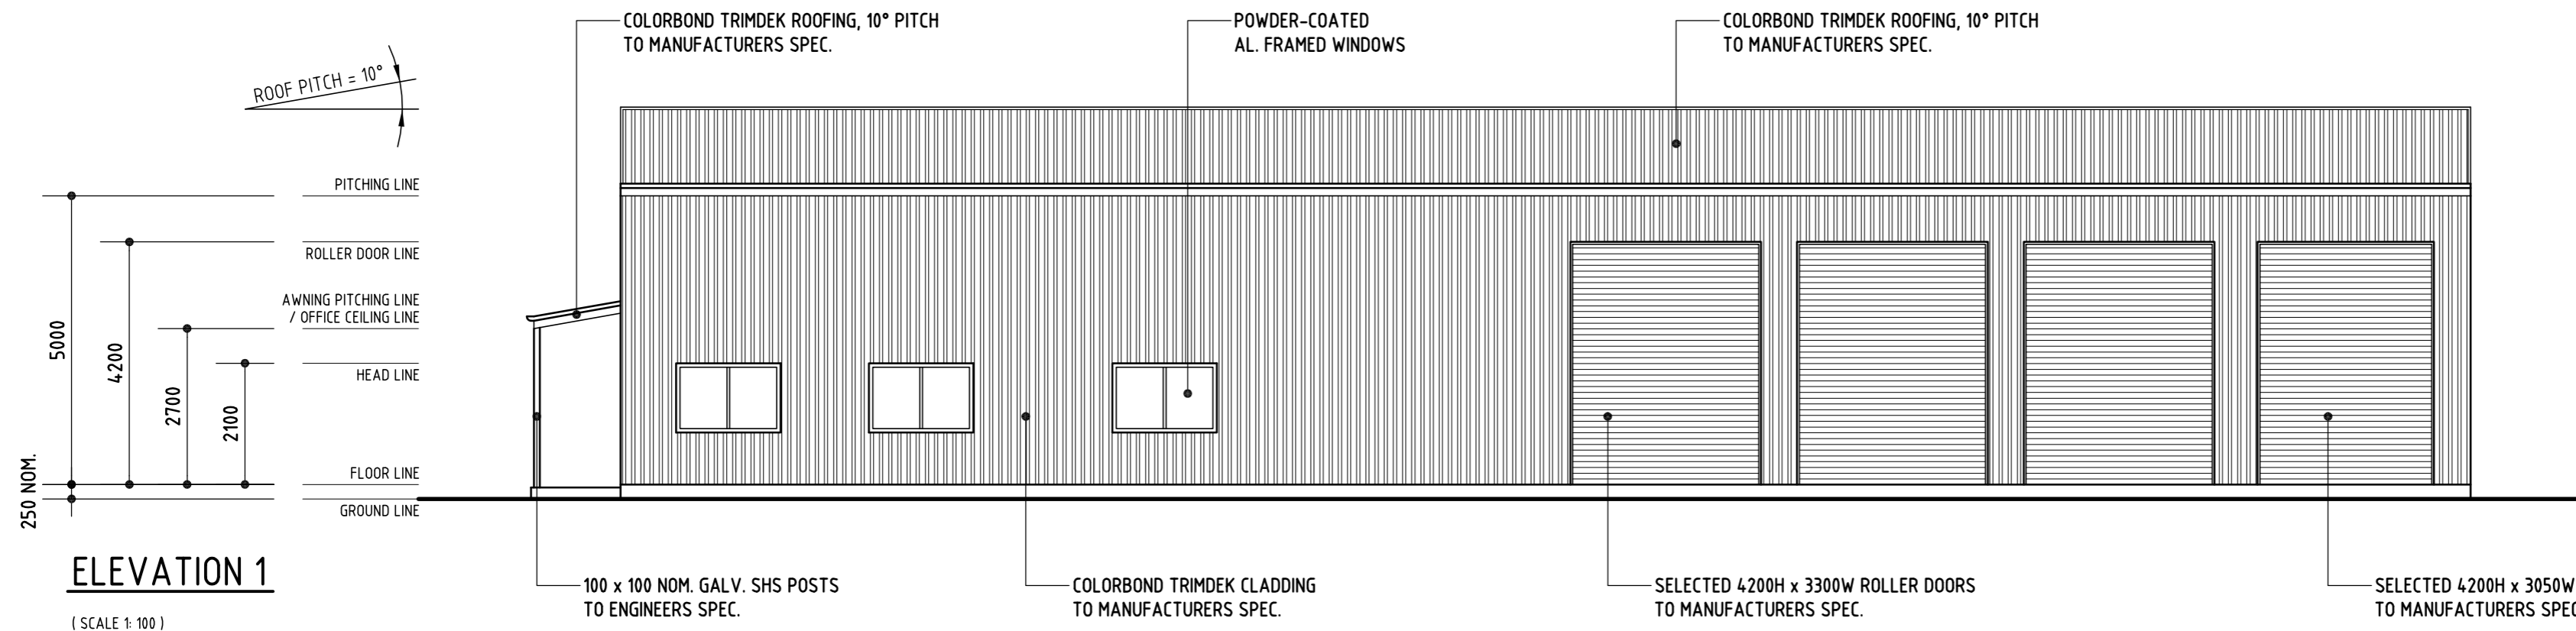 COLORBOND TRIMDEK ROOFING, 10° PITCH
TO MANUFACTURERS SPEC.
POWDER-COATED
AL. FRAMED WINDOWS
COLORBOND TRIMDEK ROOFING, 10° PITCH
TO MANUFACTURERS SPEC.
ROOF PITCH = 10°
PITCHING LINE
ROLLER DOOR LINE
AWNING PITCHING LINE
/ OFFICE CEILING LINE
HEAD LINE
FLOOR LINE
GROUND LINE
5000
4200
2700
2100
250 NOM.
ELEVATION 1
( SCALE 1: 100 )
100 x 100 NOM. GALV. SHS POSTS
TO ENGINEERS SPEC.
COLORBOND TRIMDEK CLADDING
TO MANUFACTURERS SPEC.
SELECTED 4200H x 3300W ROLLER DOORS
TO MANUFACTURERS SPEC.
SELECTED 4200H x 3050W
TO MANUFACTURERS SPEC